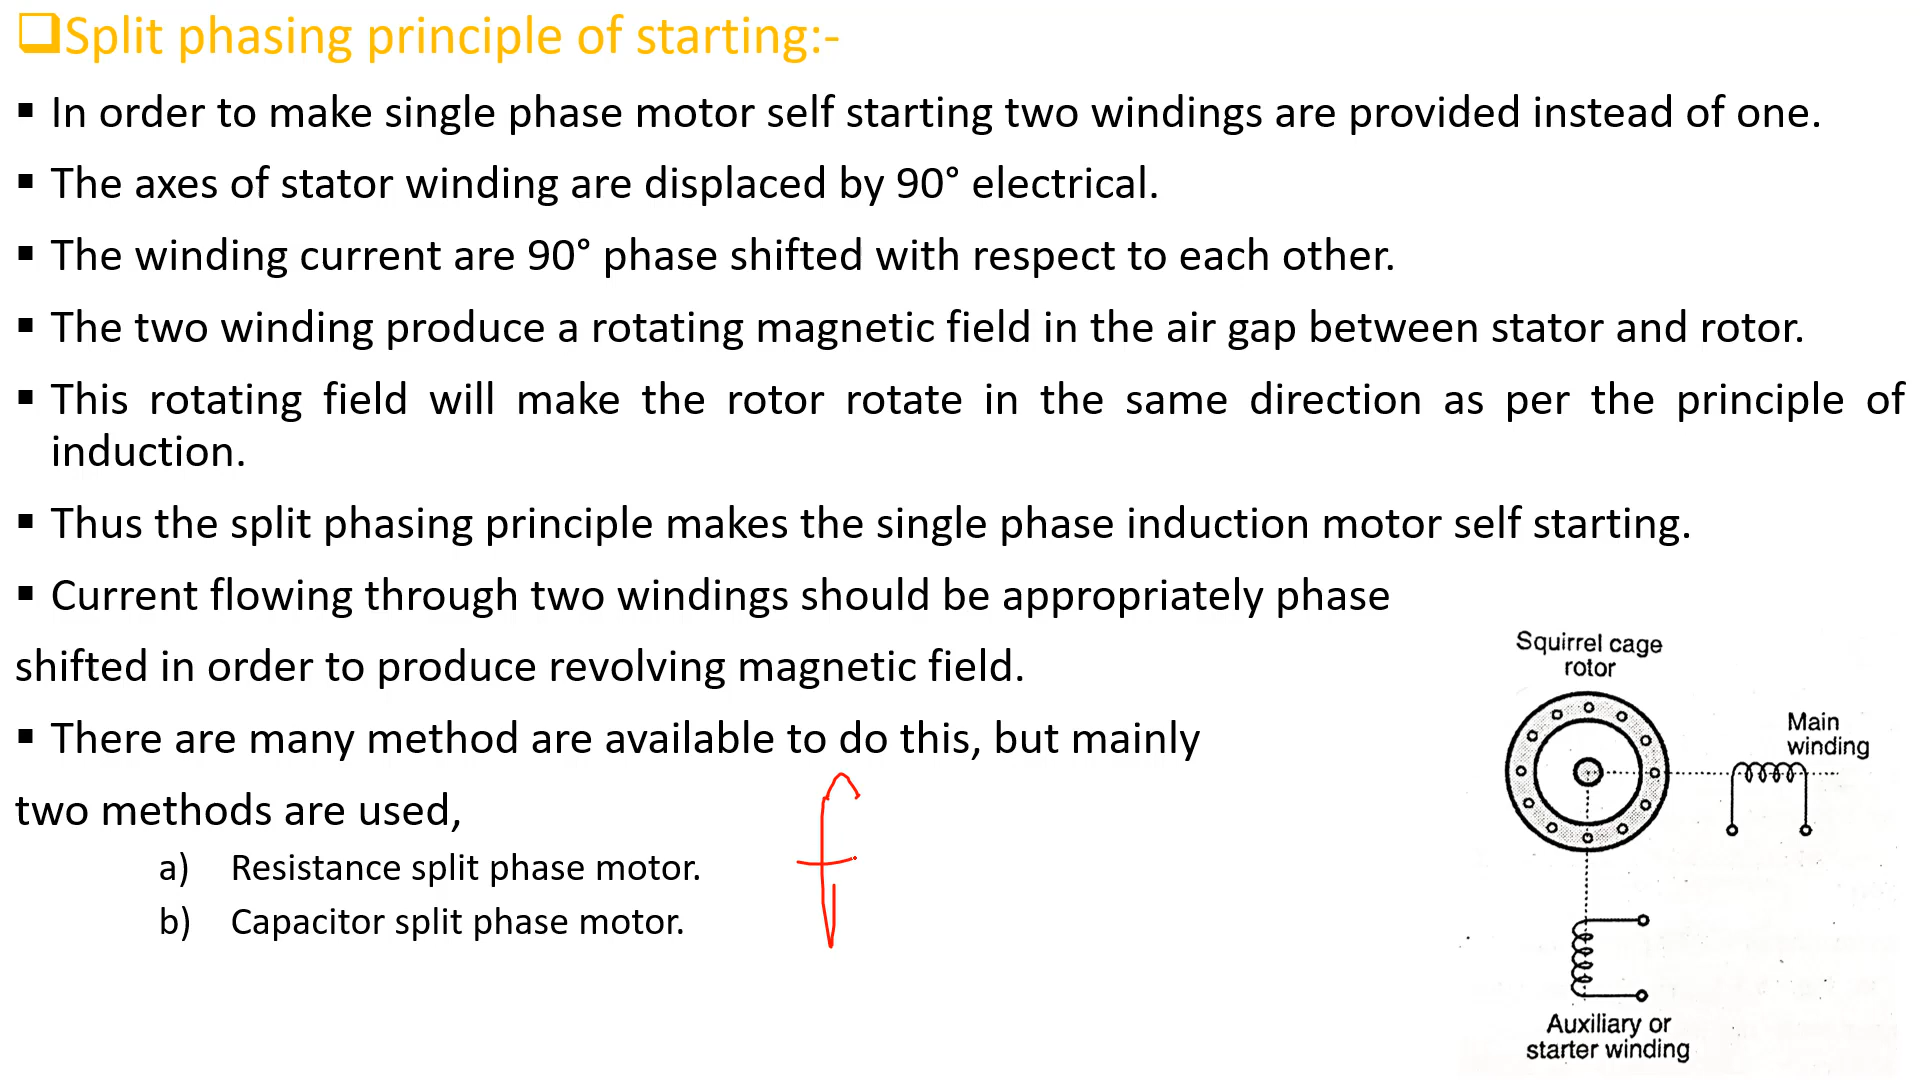 Split phasing principle of starting:-
▪ In order to make single phase motor self starting two windings are provided instead of one.
▪ The axes of stator winding are displaced by 90° electrical.
▪ The winding current are 90° phase shifted with respect to each other.
▪ The two winding produce a rotating magnetic field in the air gap between stator and rotor.
▪ This rotating field will make the rotor rotate in the same direction as per the principle of
induction.
▪ Thus the split phasing principle makes the single phase induction motor self starting.
▪ Current flowing through two windings should be appropriately phase
shifted in order to produce revolving magnetic field.
▪ There are many method are available to do this, but mainly
two methods are used,
a) Resistance split phase motor.
b) Capacitor split phase motor.
Squirrel cage
rotor
Main
winding
Auxiliary or
starter winding